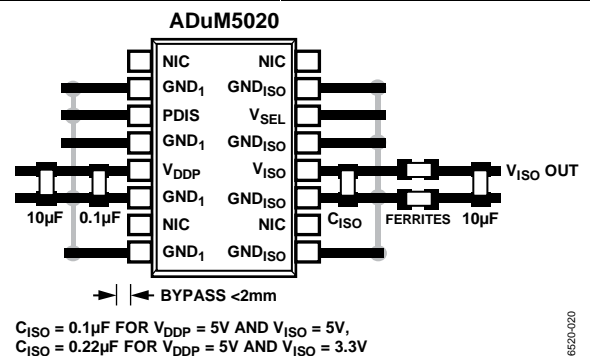 ADuM5020
NIC NIC
GND1 GNDISO
PDIS VSEL
GND1 GNDISO
VDDP VISO
VISO OUT
GND1 GNDISO
10µF 0.1µF CISO FERRITES 10µF
NIC NIC
GND1 GNDISO
BYPASS <2mm
CISO = 0.1µF FOR VDDP = 5V AND VISO = 5V,
CISO = 0.22µF FOR VDDP = 5V AND VISO = 3.3V
6520-020